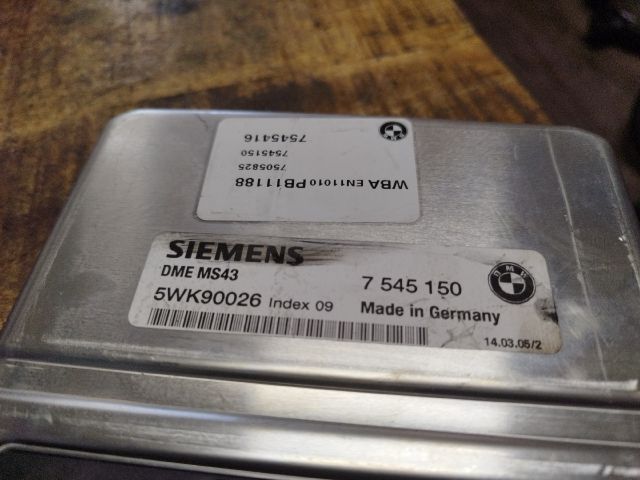 WBA EN11010 PB11188
7505825
7545150
7545416
SIEMENS
DME MS43
7 545 150
BMW
5WK90026 Index 09
Made in Germany
14.03.05/2